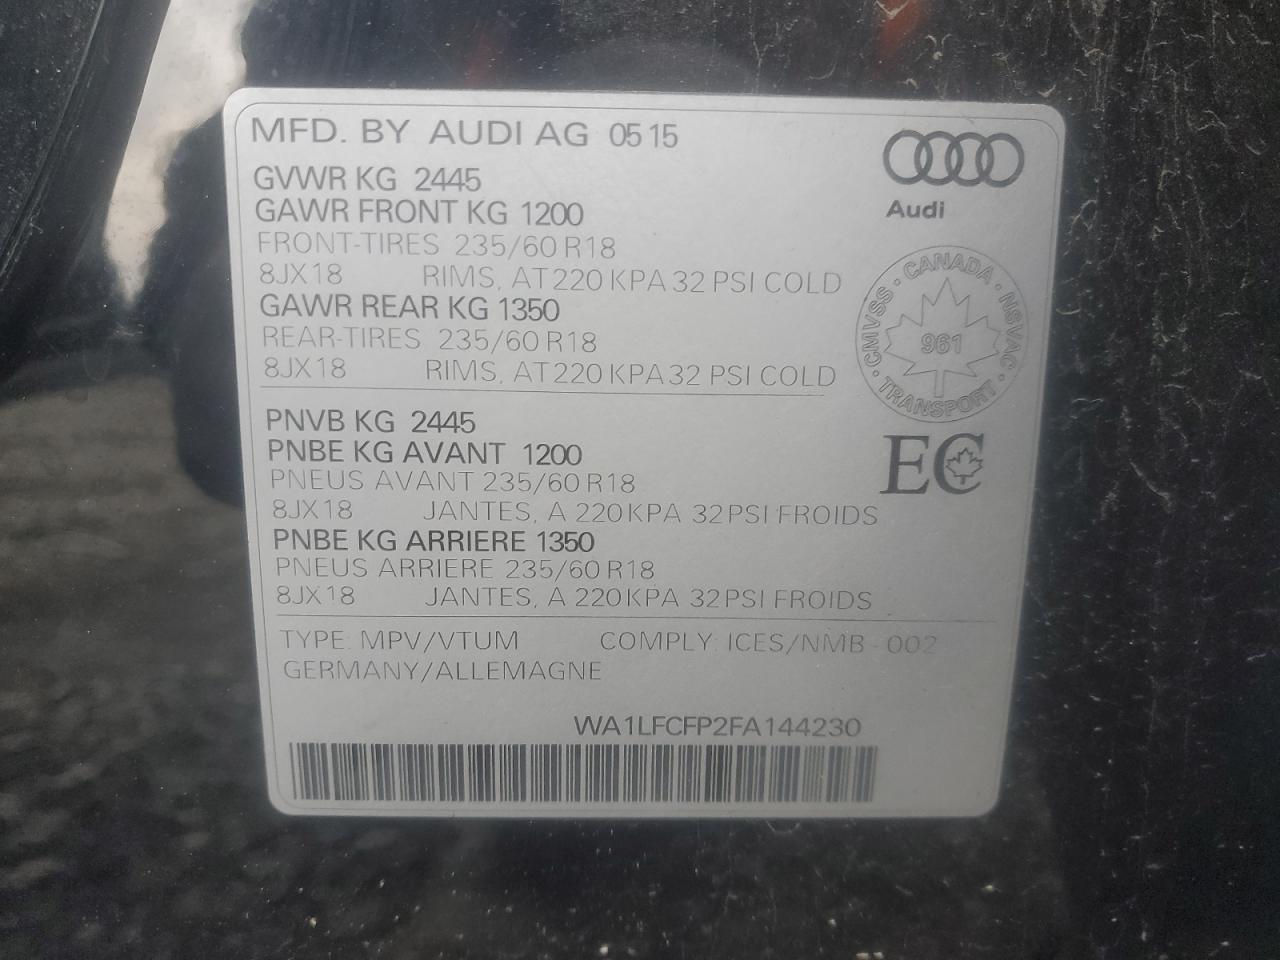 MFD. BY AUDI AG 05 15
GVWR KG 2445
GAWR FRONT KG 1200
FRONT-TIRES 235/60 R18
8JX18 RIMS, AT 220 KPA 32 PSI COLD
GAWR REAR KG 1350
REAR-TIRES 235/60 R18
8JX18 RIMS, AT 220 KPA 32 PSI COLD
Audi
CMVSS · CANADA · NSVAC · TRANSPORT ·
961
PNVB KG 2445
PNBE KG AVANT 1200
PNEUS AVANT 235/60 R18
8JX18 JANTES, A 220 KPA 32 PSI FROIDS
PNBE KG ARRIERE 1350
PNEUS ARRIERE 235/60 R18
8JX18 JANTES, A 220 KPA 32 PSI FROIDS
EC
TYPE: MPV/VTUM COMPLY: ICES/NMB - 002
GERMANY/ALLEMAGNE
WA1LFCFP2FA144230